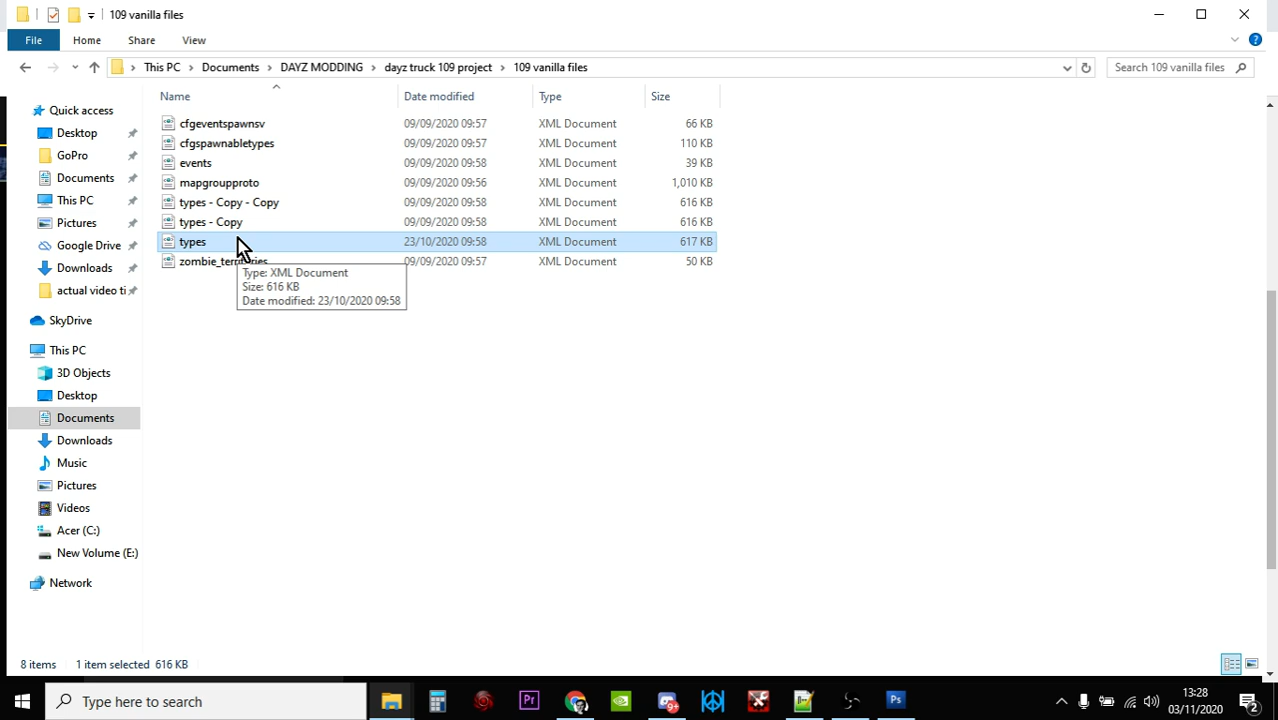 109 vanilla files
File Home Share View
This PC > Documents > DAYZ MODDING > dayz truck 109 project > 109 vanilla files
Search 109 vanilla files
Name Date modified Type Size
Quick access
Desktop
GoPro
Documents
This PC
Pictures
Google Drive
Downloads
actual video ti
SkyDrive
This PC
3D Objects
Desktop
Documents
Downloads
Music
Pictures
Videos
Acer (C:)
New Volume (E:)
Network
cfgeventspawnsv 09/09/2020 09:57 XML Document 66 KB
cfgspawnabletypes 09/09/2020 09:57 XML Document 110 KB
events 09/09/2020 09:58 XML Document 39 KB
mapgroupproto 09/09/2020 09:56 XML Document 1,010 KB
types - Copy - Copy 09/09/2020 09:58 XML Document 616 KB
types - Copy 09/09/2020 09:58 XML Document 616 KB
types 23/10/2020 09:58 XML Document 617 KB
zombie_territories 09/09/2020 09:57 XML Document 50 KB
Type: XML Document
Size: 616 KB
Date modified: 23/10/2020 09:58
8 items 1 item selected 616 KB
Type here to search
Pr
9+
Ps
13:28
03/11/2020
2